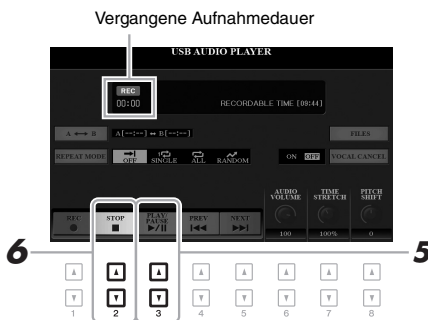 Vergangene Aufnahmedauer
USB AUDIO PLAYER
REC
00:00
RECORDABLE TIME [09:44]
A ↔ B
A[--:--] ↔ B[--:--]
FILES
REPEAT MODE
OFF
SINGLE
ALL
RANDOM
ON OFF
VOCAL CANCEL
AUDIO VOLUME
TIME STRETCH
PITCH SHIFT
REC
STOP
PLAY/PAUSE
PREV
NEXT
100
100%
0
6
5
1 2 3 4 5 6 7 8